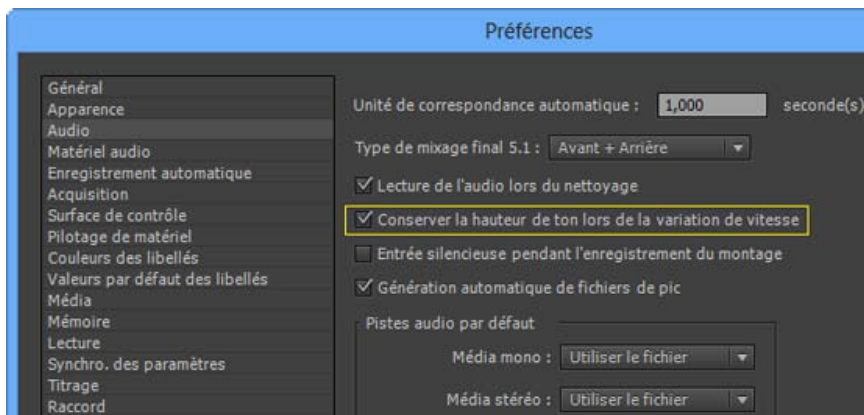 Préférences
Général
Apparence
Audio
Matériel audio
Enregistrement automatique
Acquisition
Surface de contrôle
Pilotage de matériel
Couleurs des libellés
Valeurs par défaut des libellés
Média
Mémoire
Lecture
Synchro. des paramètres
Titrage
Raccord
Unité de correspondance automatique : 1,000 seconde(s)
Type de mixage final 5.1 : Avant + Arrière
Lecture de l'audio lors du nettoyage
Conserver la hauteur de ton lors de la variation de vitesse
Entrée silencieuse pendant l'enregistrement du montage
Génération automatique de fichiers de pic
Pistes audio par défaut
Média mono : Utiliser le fichier
Média stéréo : Utiliser le fichier